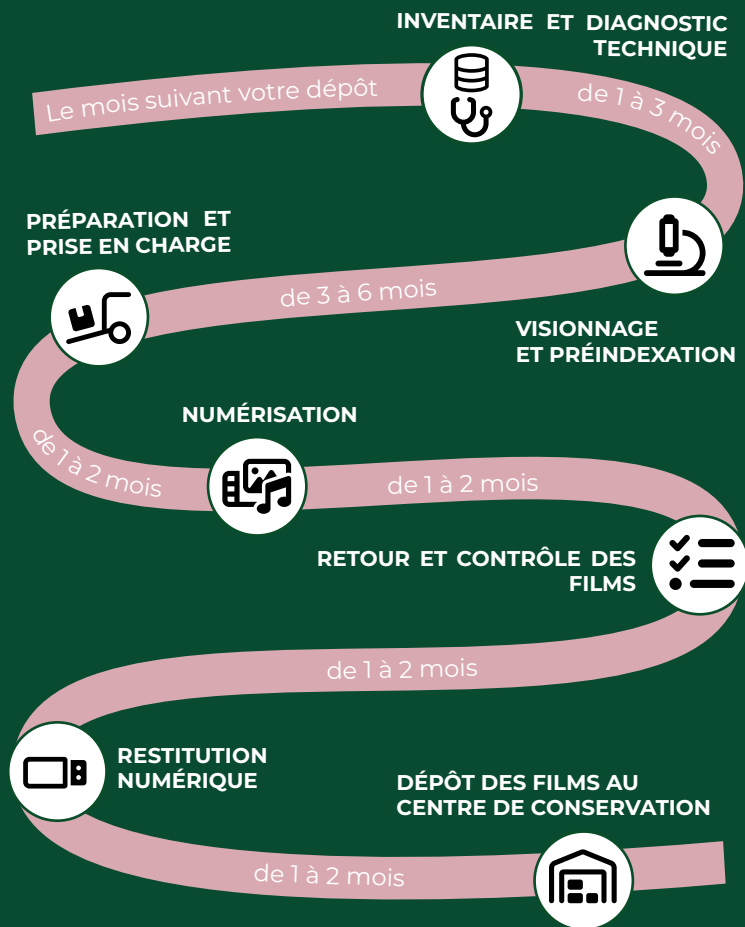 INVENTAIRE ET DIAGNOSTIC
TECHNIQUE
Le mois suivant votre dépôt
de 1 à 3 mois
PRÉPARATION ET
PRISE EN CHARGE
de 3 à 6 mois
VISIONNAGE
ET PRÉINDEXATION
NUMÉRISATION
de 1 à 2 mois
de 1 à 2 mois
RETOUR ET CONTRÔLE DES
FILMS
de 1 à 2 mois
RESTITUTION
NUMÉRIQUE
DÉPÔT DES FILMS AU
CENTRE DE CONSERVATION
de 1 à 2 mois